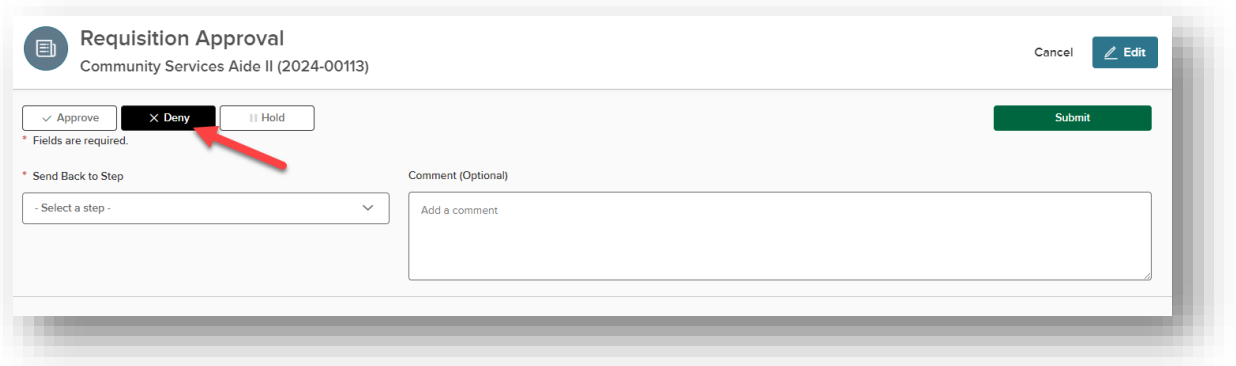 Requisition Approval
Community Services Aide II (2024-00113)
Cancel
Edit
Approve
Deny
Hold
Submit
* Fields are required.
* Send Back to Step
- Select a step -
Comment (Optional)
Add a comment